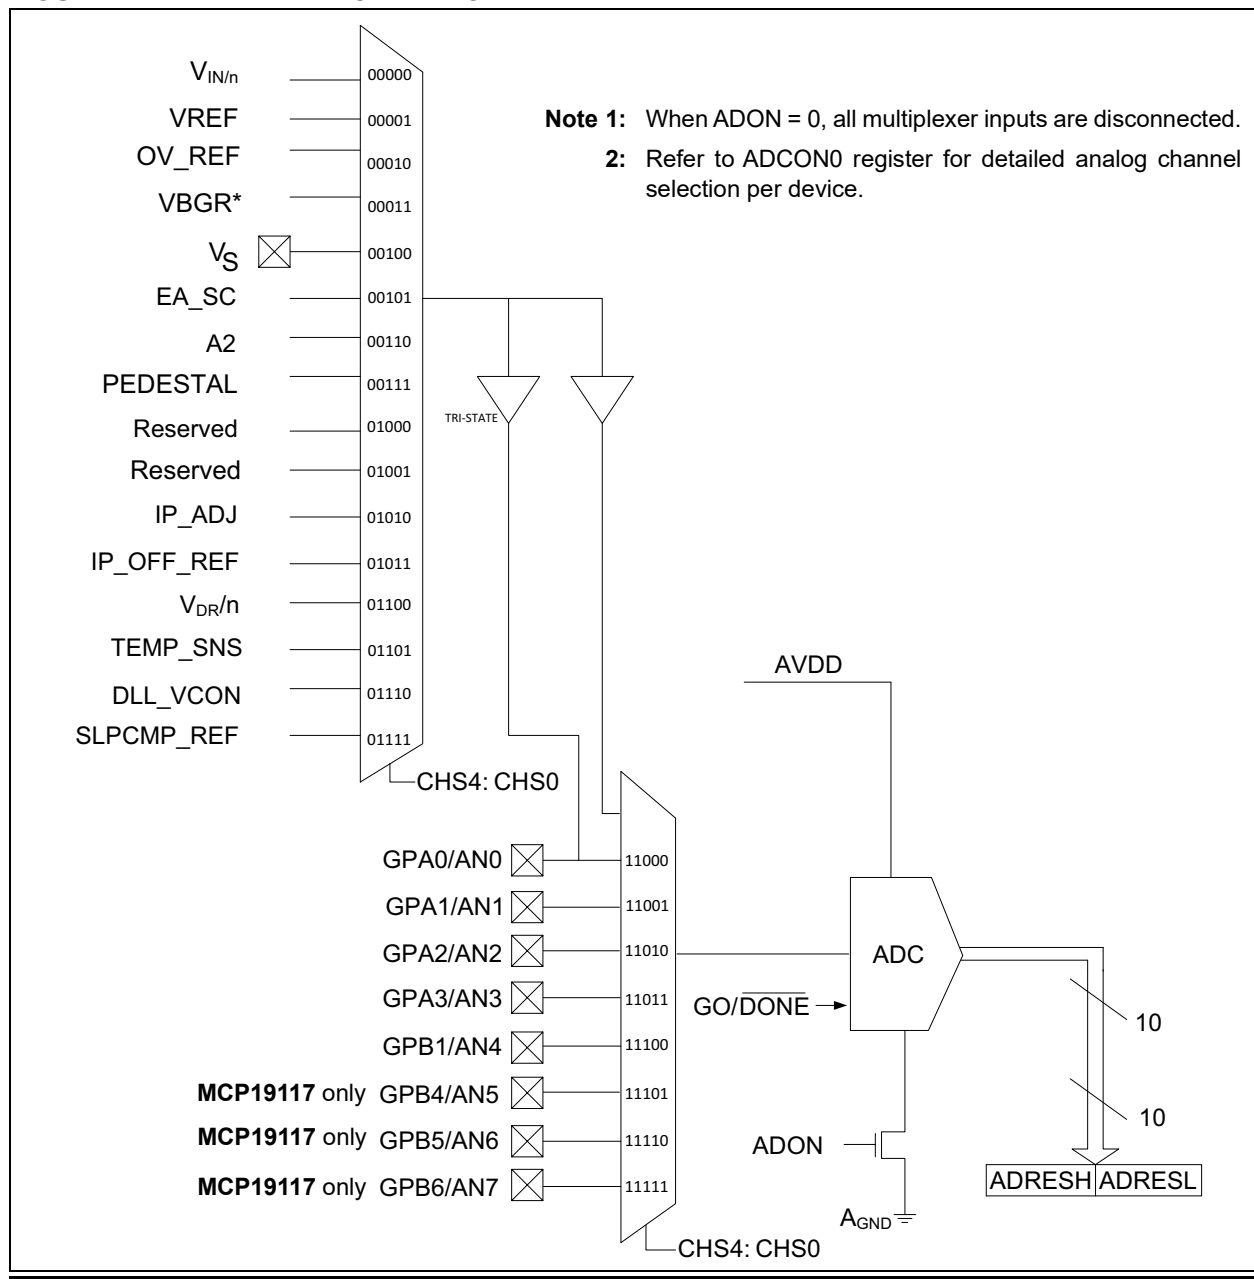 V_IN/n 00000
VREF 00001
OV_REF 00010
VBGR* 00011
V_S 00100
EA_SC 00101
A2 00110
PEDESTAL 00111
Reserved 01000
Reserved 01001
IP_ADJ 01010
IP_OFF_REF 01011
V_DR/n 01100
TEMP_SNS 01101
DLL_VCON 01110
SLPCMP_REF 01111
CHS4: CHS0
Note 1: When ADON = 0, all multiplexer inputs are disconnected.
2: Refer to ADCON0 register for detailed analog channel
selection per device.
TRI-STATE
GPA0/AN0 11000
GPA1/AN1 11001
GPA2/AN2 11010
GPA3/AN3 11011
GPB1/AN4 11100
MCP19117 only GPB4/AN5 11101
MCP19117 only GPB5/AN6 11110
MCP19117 only GPB6/AN7 11111
CHS4: CHS0
AVDD
ADC
GO/DONE
10
10
ADON
A_GND
ADRESH ADRESL